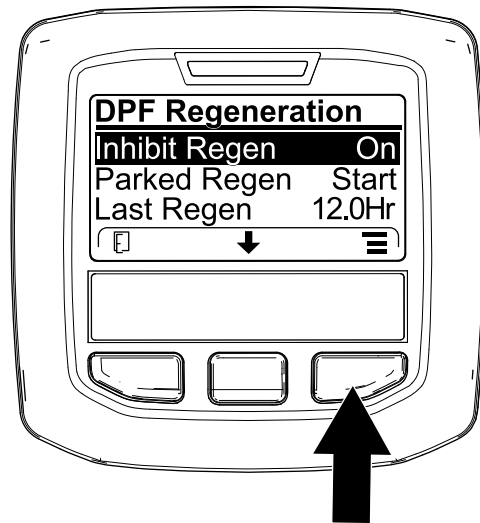 DPF Regeneration
Inhibit Regen On
Parked Regen Start
Last Regen 12.0Hr